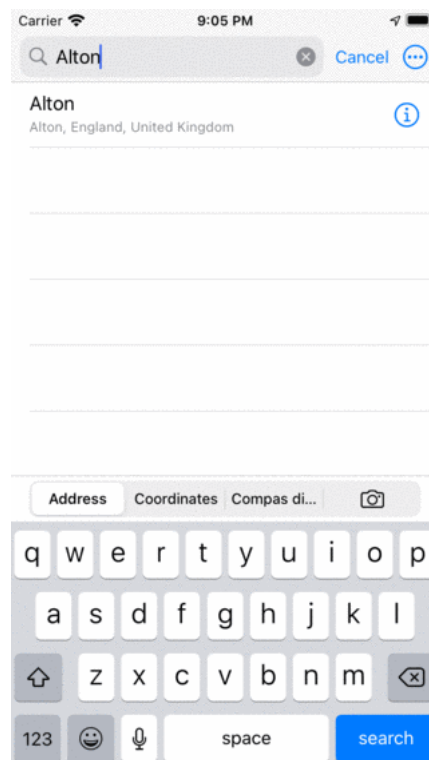 Carrier 9:05 PM
Alton Cancel
Alton
Alton, England, United Kingdom
Address Coordinates Compas di...
q w e r t y u i o p
a s d f g h j k l
z x c v b n m
123 space search